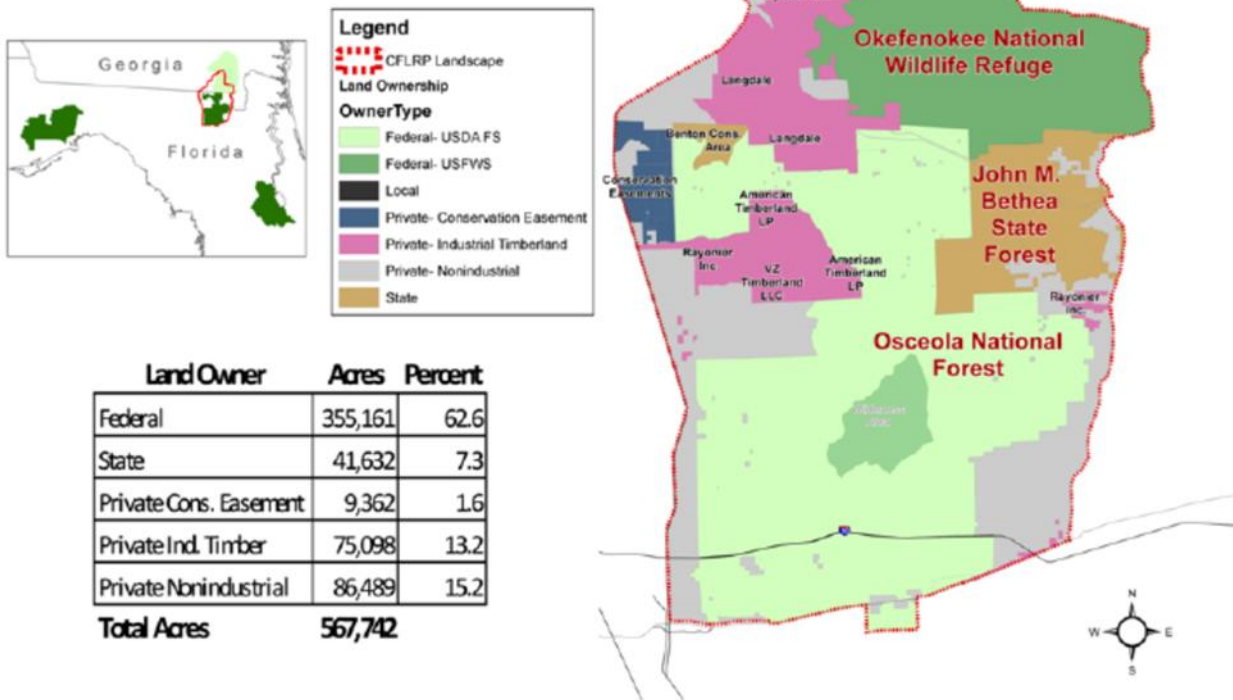 Georgia
Florida
Legend
CFLRP Landscape
Land Ownership
OwnerType
Federal- USDA FS
Federal- USFWS
Local
Private- Conservation Easement
Private- Industrial Timberland
Private- Nonindustrial
State
Land Owner Acres Percent
Federal 355,161 62.6
State 41,632 7.3
Private Cons. Easement 9,362 1.6
Private Ind. Timber 75,098 13.2
Private Nonindustrial 86,489 15.2
Total Acres 567,742
Okefenokee National
Wildlife Refuge
Langdale
Benton Cons.
Area
Langdale
Conservation
Easements
John M.
Bethea
State
Forest
American
Timberland
LP
Rayonier
Inc.
VZ
Timberland
LLC
American
Timberland
LP
Rayonier
Inc.
Osceola National
Forest
Wilderness
Area
N
W
E
S